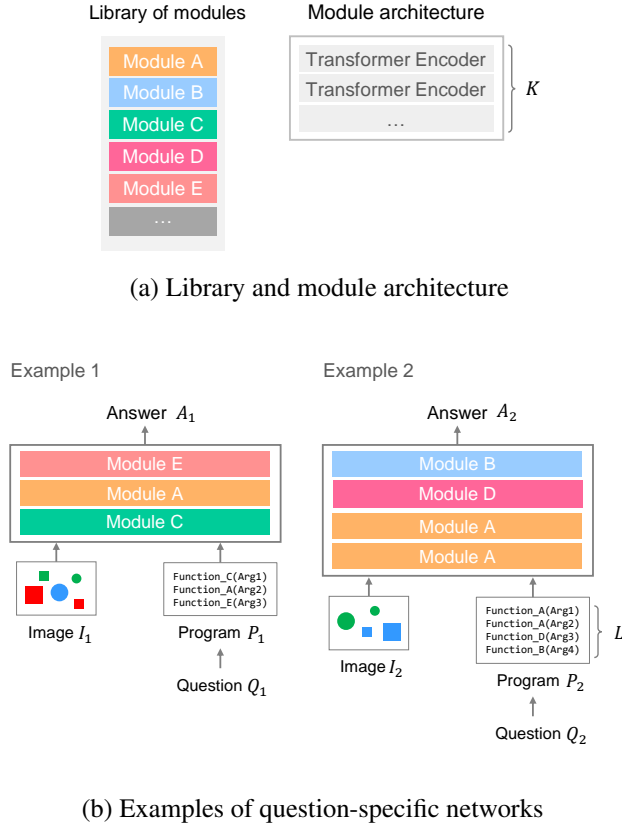 Library of modules
Module A
Module B
Module C
Module D
Module E
...
Module architecture
Transformer Encoder
Transformer Encoder
...
K
(a) Library and module architecture
Example 1
Answer A1
Module E
Module A
Module C
Image I1
Function_C(Arg1)
Function_A(Arg2)
Function_E(Arg3)
Program P1
Question Q1
Example 2
Answer A2
Module B
Module D
Module A
Module A
Image I2
Function_A(Arg1)
Function_A(Arg2)
Function_D(Arg3)
Function_B(Arg4)
L
Program P2
Question Q2
(b) Examples of question-specific networks